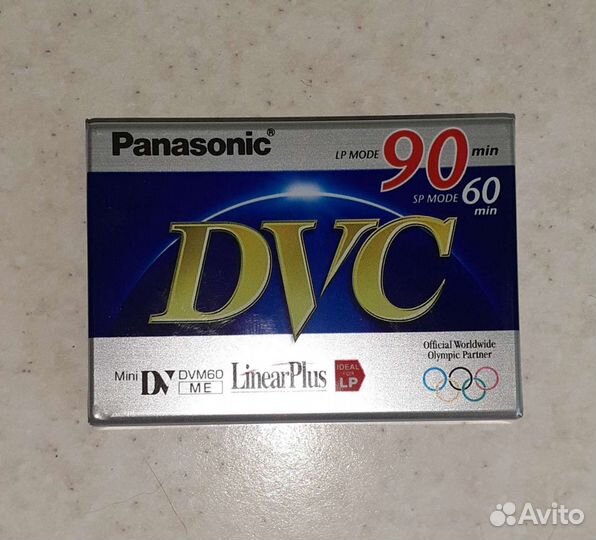 Panasonic®
LP MODE 90 min
SP MODE 60 min
DVC
Official Worldwide
Olympic Partner
Mini DV DVM60 ME LinearPlus IDEAL FOR LP
Avito